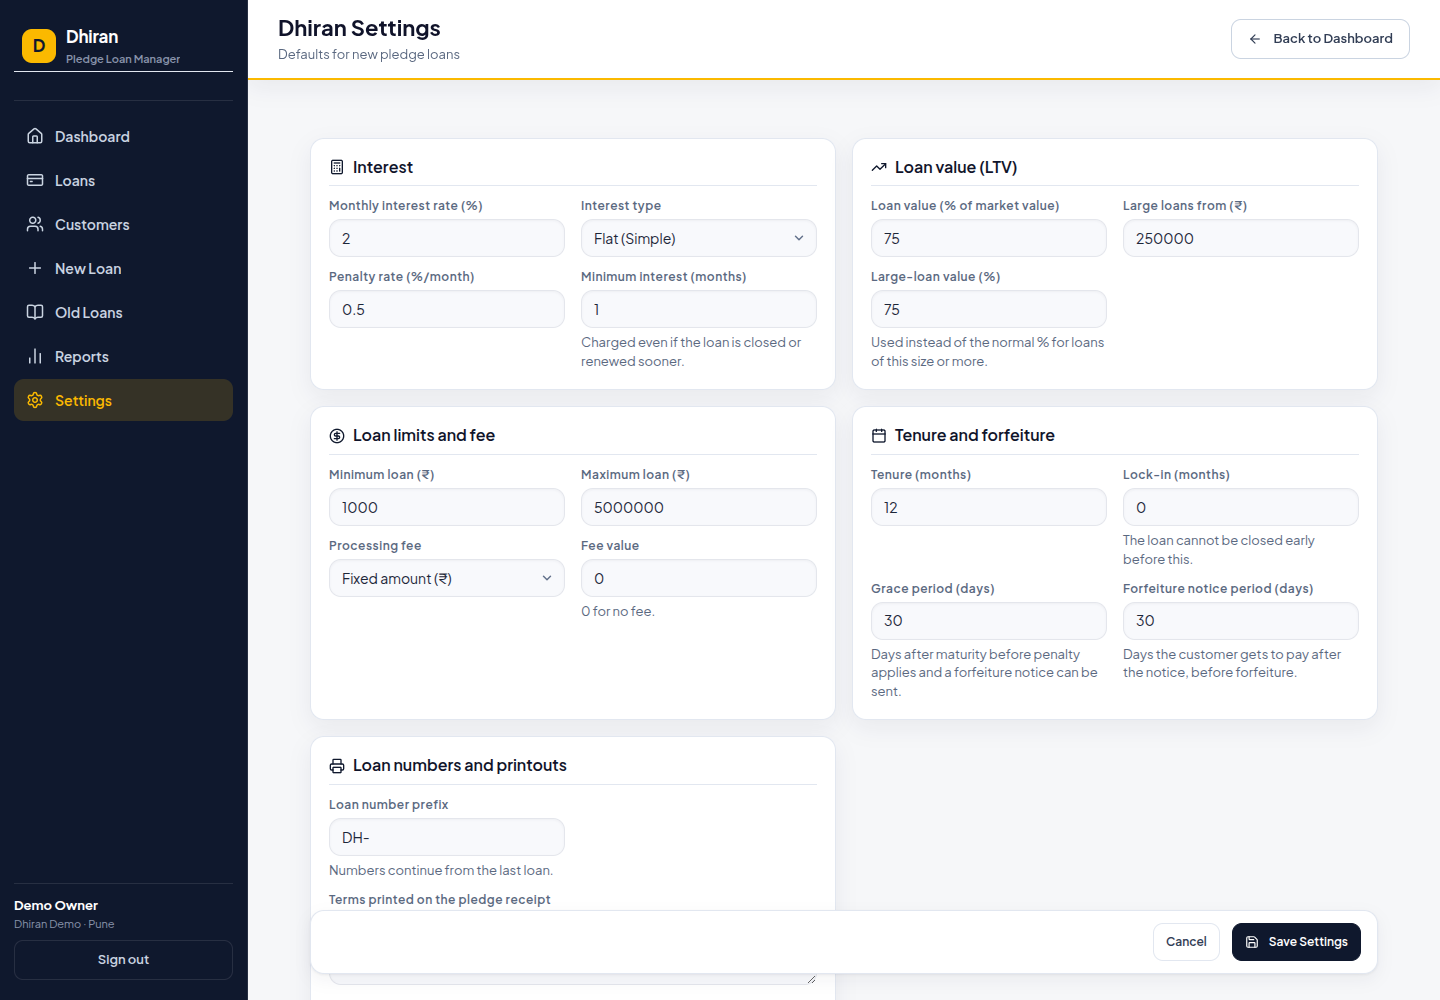 D
Dhiran
Pledge Loan Manager
Dashboard
Loans
Customers
New Loan
Old Loans
Reports
Settings
Demo Owner
Dhiran Demo · Pune
Sign out
Dhiran Settings
Defaults for new pledge loans
Back to Dashboard
Interest
Monthly interest rate (%)
Interest type
2
Flat (Simple)
Penalty rate (%/month)
Minimum interest (months)
0.5
1
Charged even if the loan is closed or
renewed sooner.
Loan value (LTV)
Loan value (% of market value)
Large loans from (₹)
75
250000
Large-loan value (%)
75
Used instead of the normal % for loans
of this size or more.
Loan limits and fee
Minimum loan (₹)
Maximum loan (₹)
1000
5000000
Processing fee
Fee value
Fixed amount (₹)
0
0 for no fee.
Tenure and forfeiture
Tenure (months)
Lock-in (months)
12
0
The loan cannot be closed early
before this.
Grace period (days)
Forfeiture notice period (days)
30
30
Days after maturity before penalty
applies and a forfeiture notice can be
sent.
Days the customer gets to pay after
the notice, before forfeiture.
Loan numbers and printouts
Loan number prefix
DH-
Numbers continue from the last loan.
Terms printed on the pledge receipt
Cancel
Save Settings